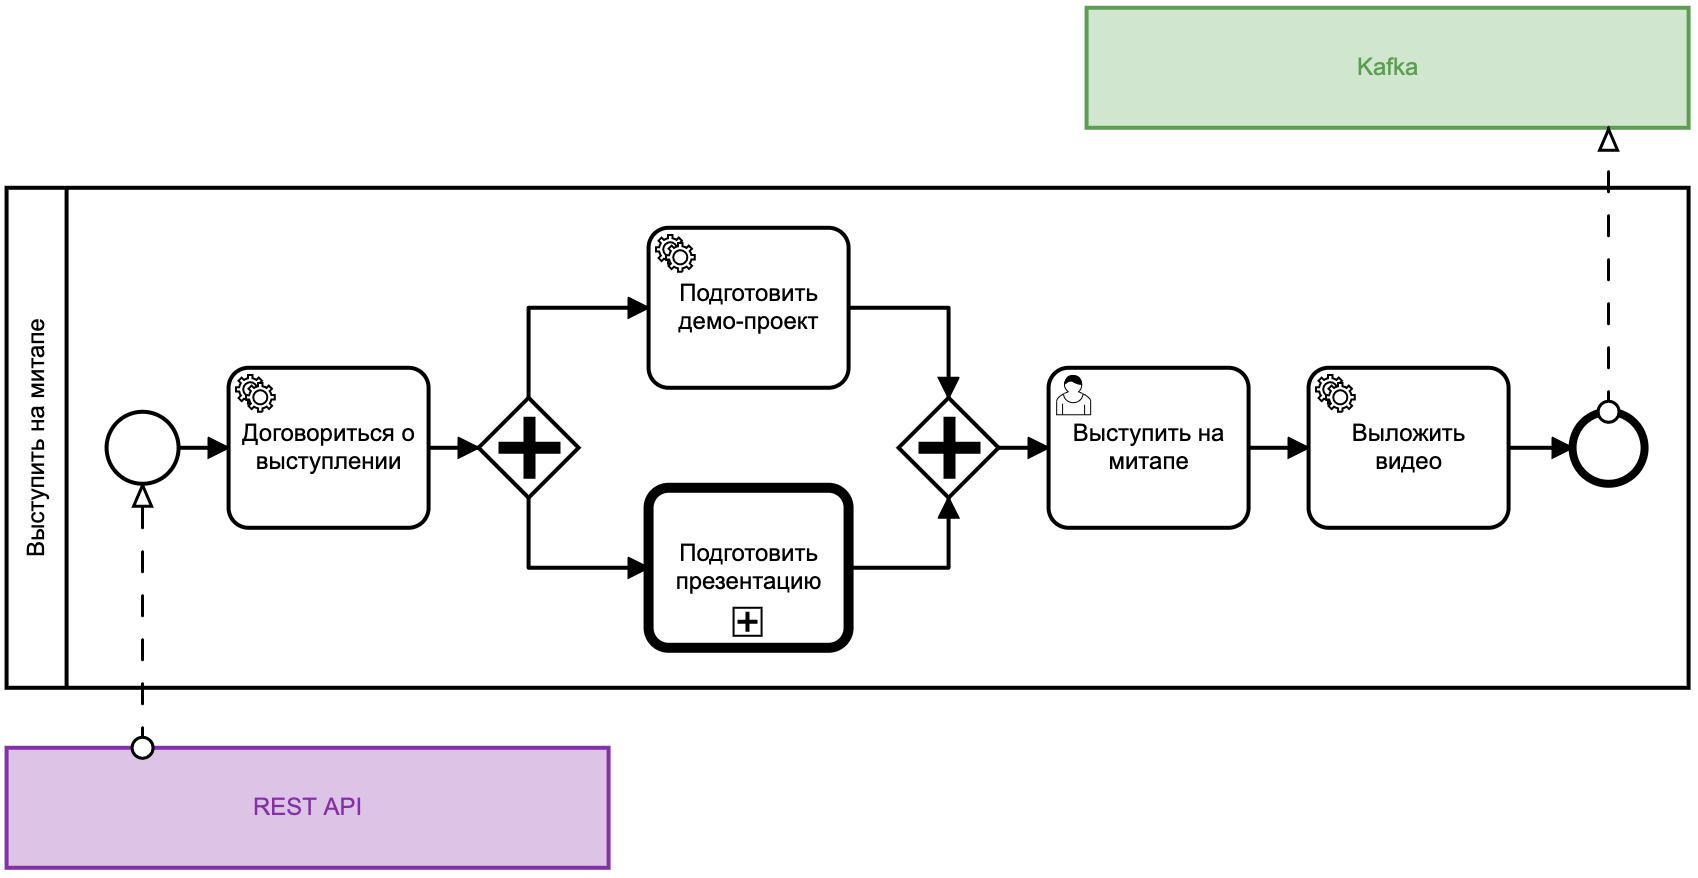 Kafka
Выступить на митапе
Подготовить
демо-проект
Договориться о
выступлении
Выступить на
митапе
Выложить
видео
Подготовить
презентацию
REST API